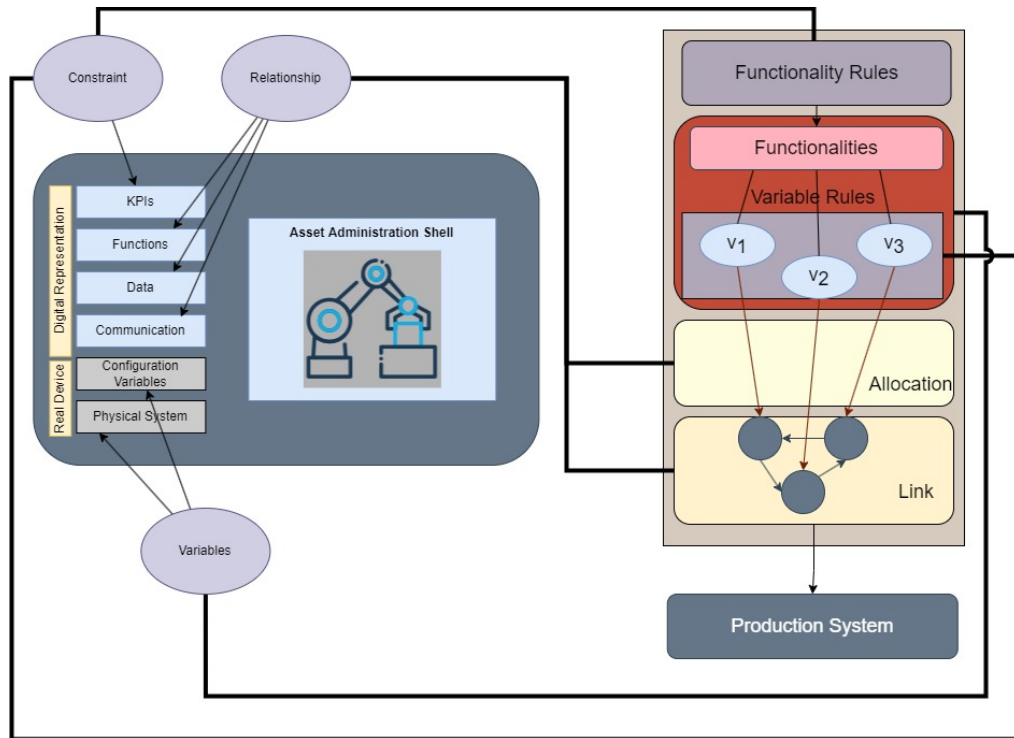 Constraint
Relationship
Functionality Rules
Functionalities
Variable Rules
V1
V2
V3
Allocation
Link
Production System
Digital Representation
KPIs
Functions
Data
Communication
Real Device
Configuration
Variables
Physical System
Asset Administration Shell
Variables